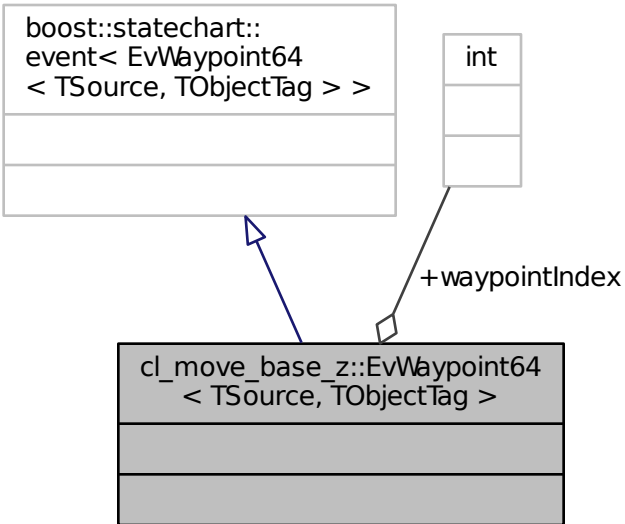 boost::statechart::
event< EvWaypoint64
< TSource, TObjectTag > >
int
+waypointIndex
cl_move_base_z::EvWaypoint64
< TSource, TObjectTag >